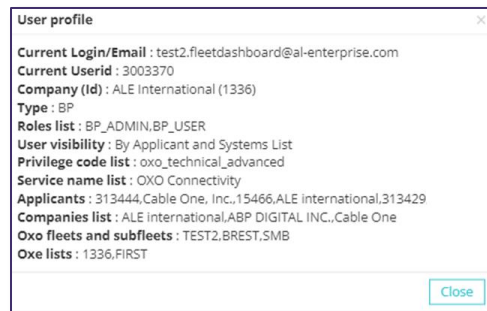 User profile
×
Current Login/Email : test2.fleetdashboard@al-enterprise.com
Current Userid : 3003370
Company (Id) : ALE International (1336)
Type : BP
Roles list : BP_ADMIN,BP_USER
User visibility : By Applicant and Systems List
Privilege code list : oxo_technical_advanced
Service name list : OXO Connectivity
Applicants : 313444,Cable One, Inc.,15466,ALE international,313429
Companies list : ALE international,ABP DIGITAL INC.,Cable One
Oxo fleets and subfleets : TEST2,BREST,SMB
Oxe lists : 1336,FIRST
Close